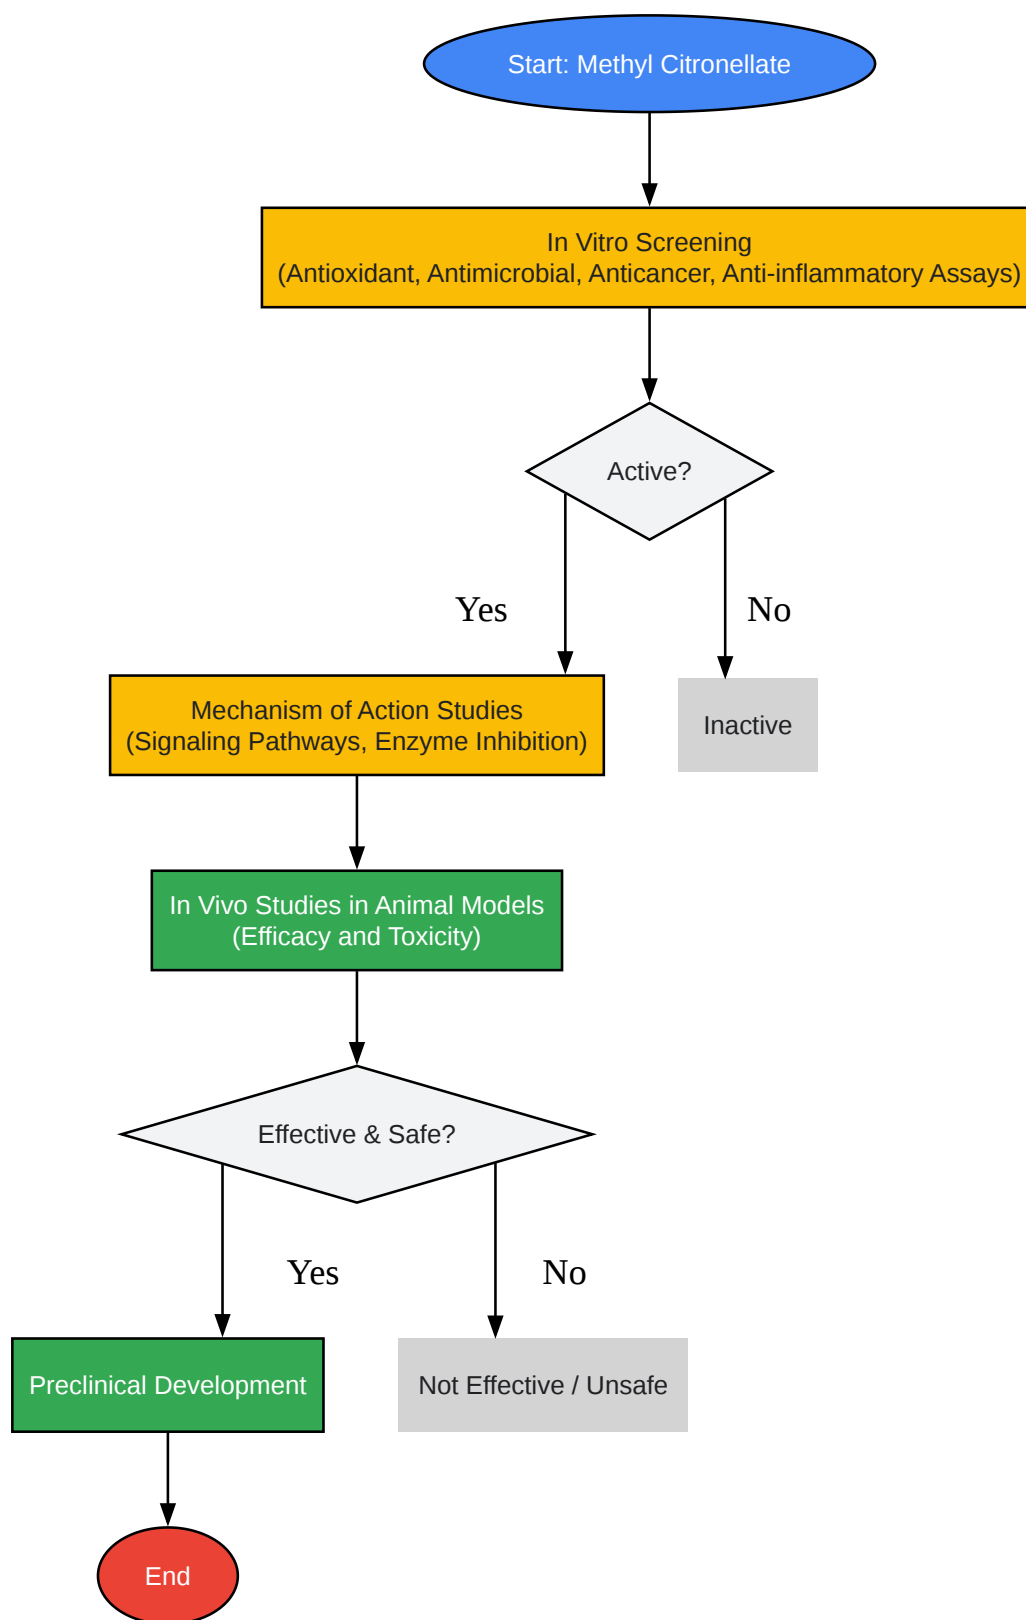 Start: Methyl Citronellate
In Vitro Screening
(Antioxidant, Antimicrobial, Anticancer, Anti-inflammatory Assays)
Active?
Yes
No
Mechanism of Action Studies
(Signaling Pathways, Enzyme Inhibition)
Inactive
In Vivo Studies in Animal Models
(Efficacy and Toxicity)
Effective & Safe?
Yes
No
Preclinical Development
Not Effective / Unsafe
End